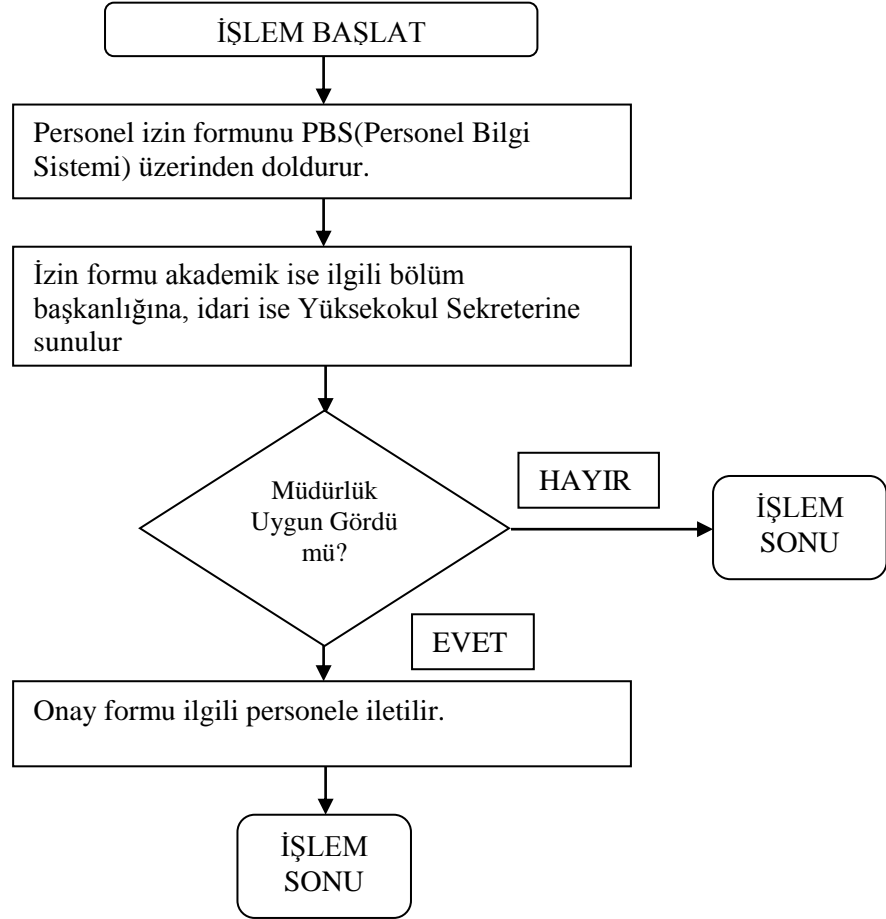 İŞLEM BAŞLAT
Personel izin formunu PBS(Personel Bilgi
Sistemi) üzerinden doldurur.
İzin formu akademik ise ilgili bölüm
başkanlığına, idari ise Yüksekokul Sekreterine
sunulur
Müdürlük
Uygun Gördü
mü?
HAYIR
İŞLEM
SONU
EVET
Onay formu ilgili personele iletilir.
İŞLEM
SONU